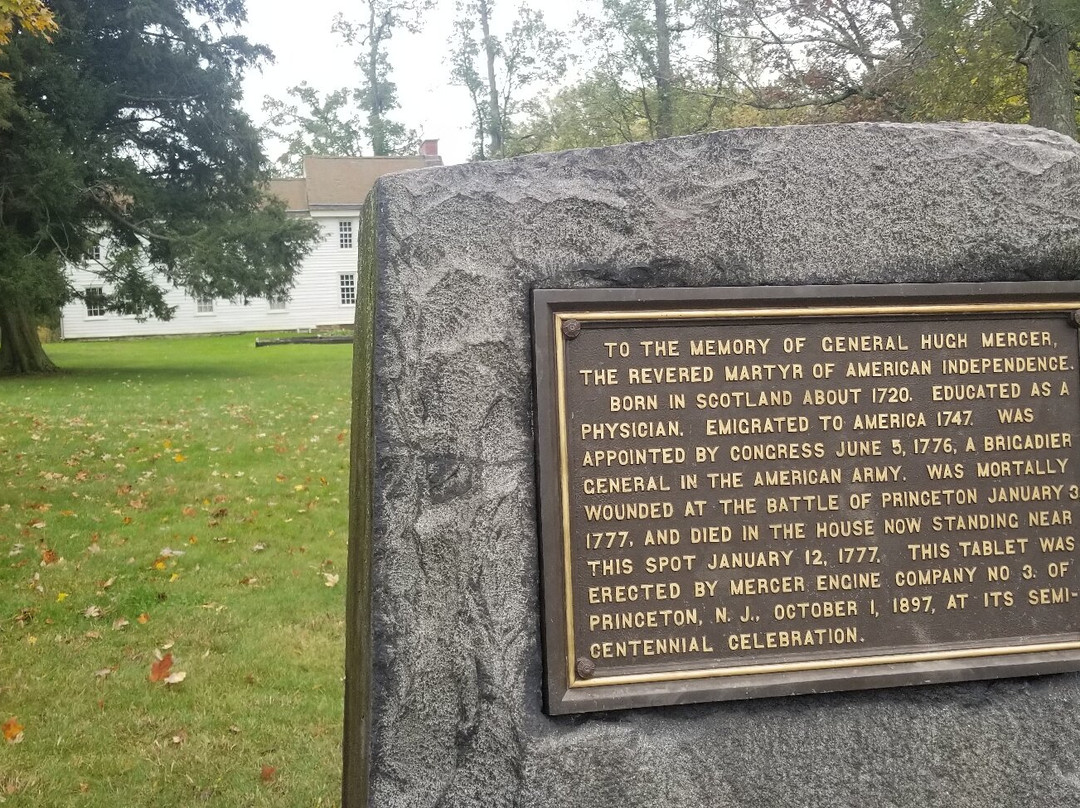 TO THE MEMORY OF GENERAL HUGH MERCER,
THE REVERED MARTYR OF AMERICAN INDEPENDENCE.
BORN IN SCOTLAND ABOUT 1720. EDUCATED AS A
PHYSICIAN. EMIGRATED TO AMERICA 1747. WAS
APPOINTED BY CONGRESS JUNE 5, 1776, A BRIGADIER
GENERAL IN THE AMERICAN ARMY. WAS MORTALLY
WOUNDED AT THE BATTLE OF PRINCETON JANUARY 3
1777, AND DIED IN THE HOUSE NOW STANDING NEAR
THIS SPOT JANUARY 12, 1777. THIS TABLET WAS
ERECTED BY MERCER ENGINE COMPANY NO 3. OF
PRINCETON, N. J., OCTOBER 1, 1897, AT ITS SEMI-
CENTENNIAL CELEBRATION.